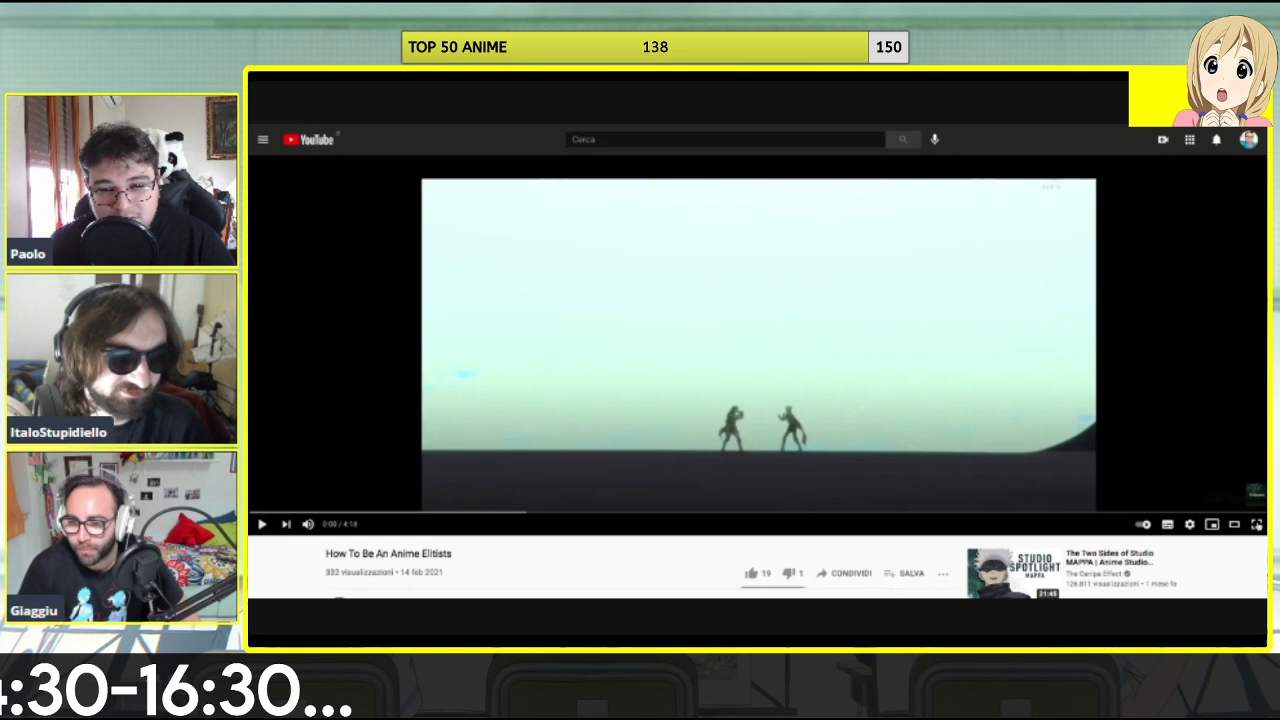 TOP 50 ANIME 138 150
YouTube
Cerca
Paolo
ItaloStupidiello
Giaggiu
0:00 / 4:18
How To Be An Anime Elitists
332 visualizzazioni • 14 feb 2021
19 1 CONDIVIDI SALVA ...
STUDIO
SPOTLIGHT
MAPPA
21:45
The Two Sides of Studio
MAPPA | Anime Studio...
The Canipa Effect
126.811 visualizzazioni • 1 mese fa
:30-16:30...